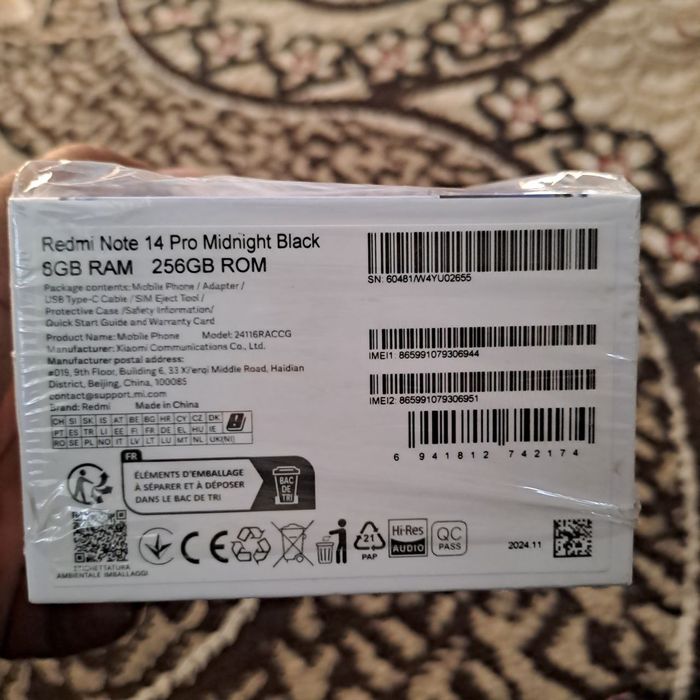 Redmi Note 14 Pro Midnight Black
8GB RAM 256GB ROM
Package contents: Mobile Phone / Adapter /
USB Type-C Cable / SIM Eject Tool /
Protective Case / Safety Information /
Quick Start Guide and Warranty Card
Product Name: Mobile Phone Model: 24116RACCG
Manufacturer: Xiaomi Communications Co., Ltd.
Manufacturer postal address:
#019, 9th Floor, Building 6, 33 Xi'erqi Middle Road, Haidian
District, Beijing, China, 100085
contact@support.mi.com
Brand: Redmi Made in China
CH SI SK IS AT BE BG HR CY CZ DK
PT ES TR LI EE FI FR DE EL HU IE
RO SE PL NO IT LV LT LU MT NL UK(NI)
SN: 60481/W4YU02655
IMEI1: 865991079306944
IMEI2: 865991079306951
6 941812 742174
FR
ÉLÉMENTS D'EMBALLAGE
À SÉPARER ET À DÉPOSER
DANS LE BAC DE TRI
BAC
DE
TRI
ETICHETTATURA
AMBIENTALE IMBALLAGGI
CE
21
PAP
Hi-Res
AUDIO
QC
PASS
2024.11